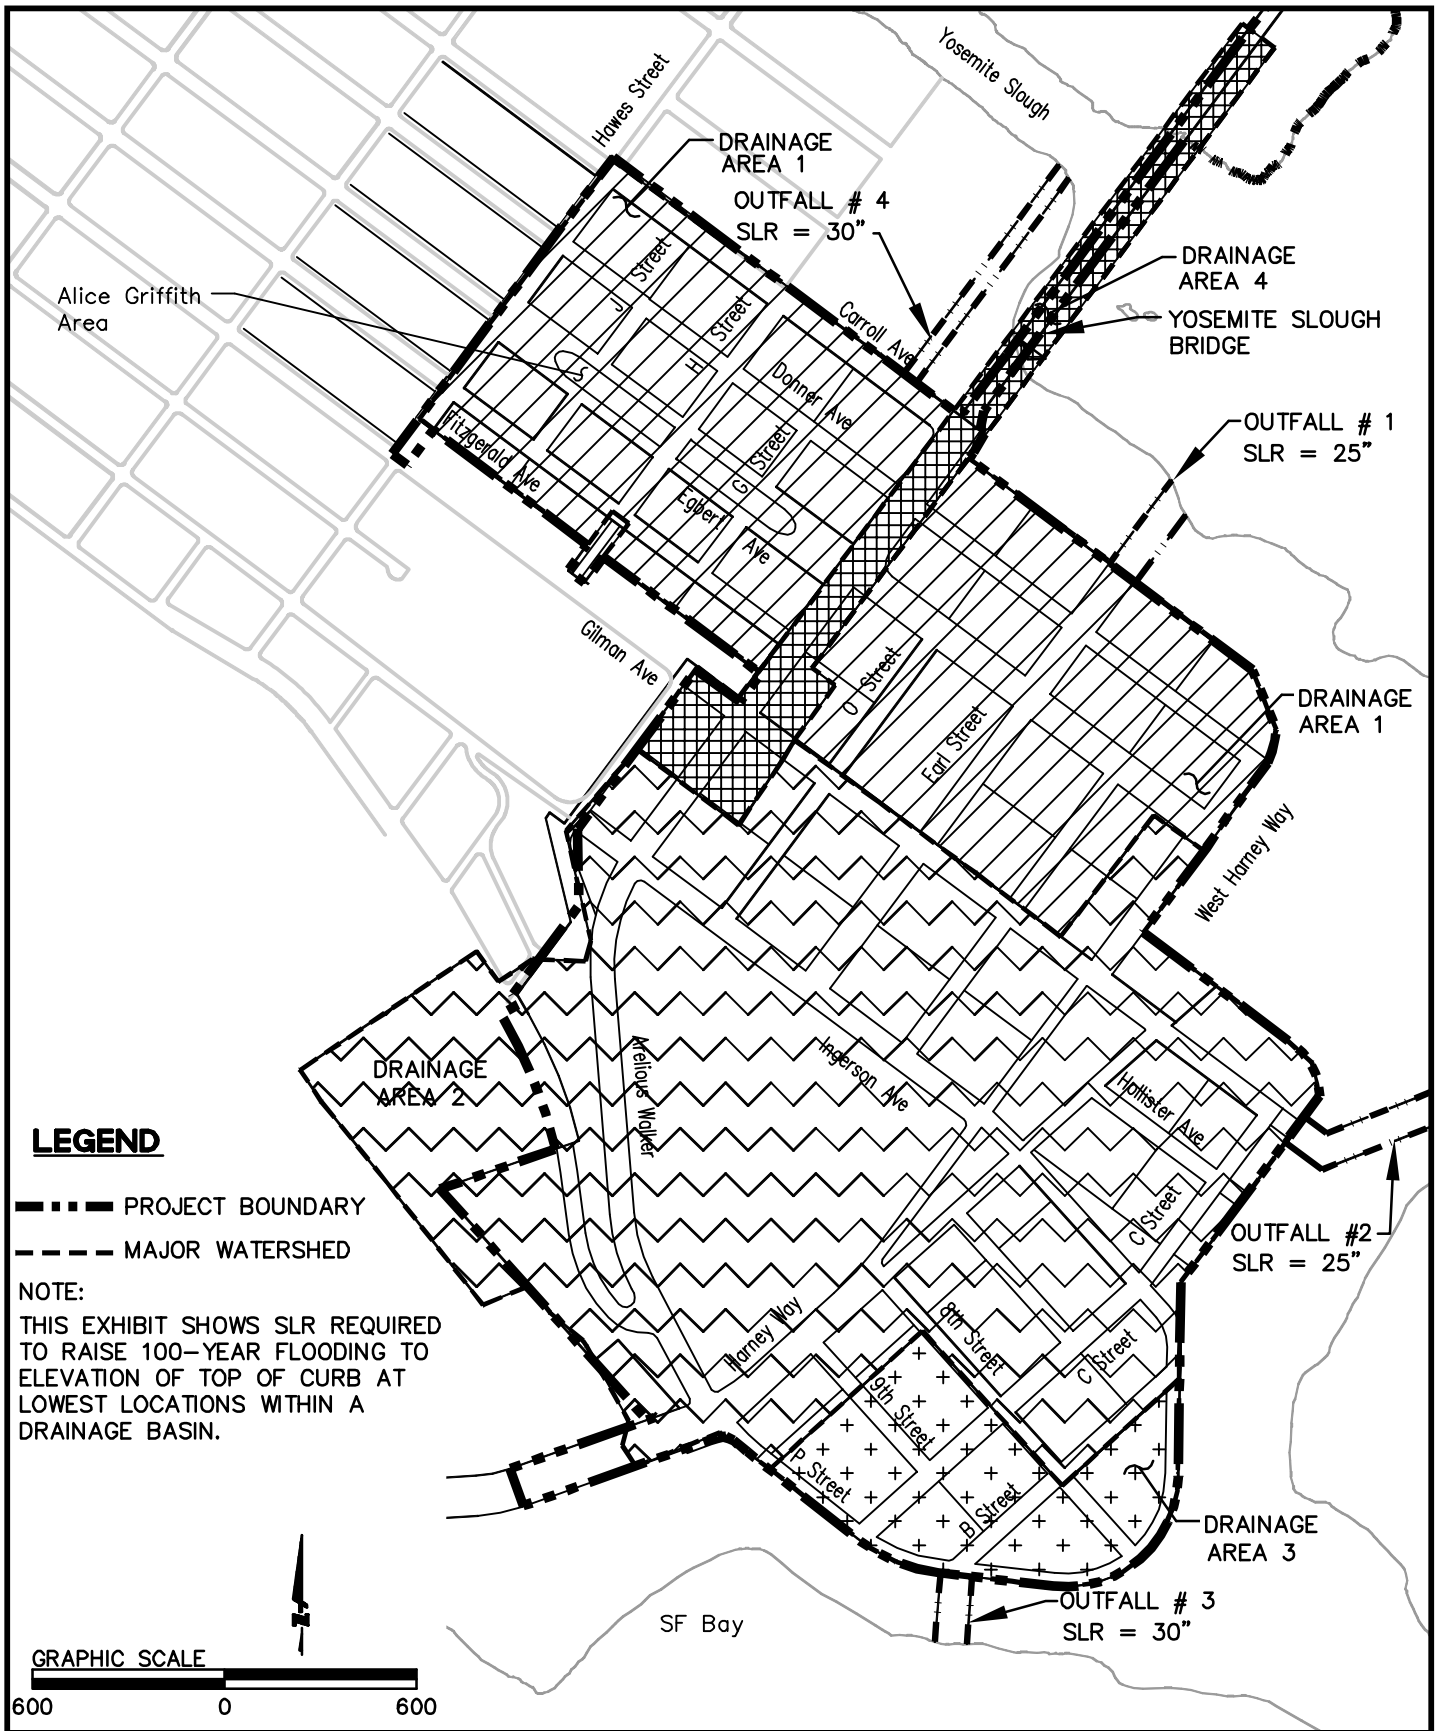 Yosemite Slough
Hawes Street
DRAINAGE
AREA 1
OUTFALL # 4
SLR = 30"
DRAINAGE
AREA 4
YOSEMITE SLOUGH
BRIDGE
Alice Griffith
Area
J Street
H Street
Carroll Ave
Donner Ave
G Street
Fitzgerald Ave
Egbert Ave
OUTFALL # 1
SLR = 25"
Gilman Ave
O Street
Earl Street
DRAINAGE
AREA 1
West Harney Way
DRAINAGE
AREA 2
Arelious Walker
Ingerson Ave
Hollister Ave
C Street
OUTFALL #2
SLR = 25"
LEGEND
PROJECT BOUNDARY
MAJOR WATERSHED
NOTE:
THIS EXHIBIT SHOWS SLR REQUIRED
TO RAISE 100-YEAR FLOODING TO
ELEVATION OF TOP OF CURB AT
LOWEST LOCATIONS WITHIN A
DRAINAGE BASIN.
Harney Way
8th Street
C Street
9th Street
P Street
B Street
DRAINAGE
AREA 3
OUTFALL # 3
SLR = 30"
SF Bay
N
GRAPHIC SCALE
600 0 600